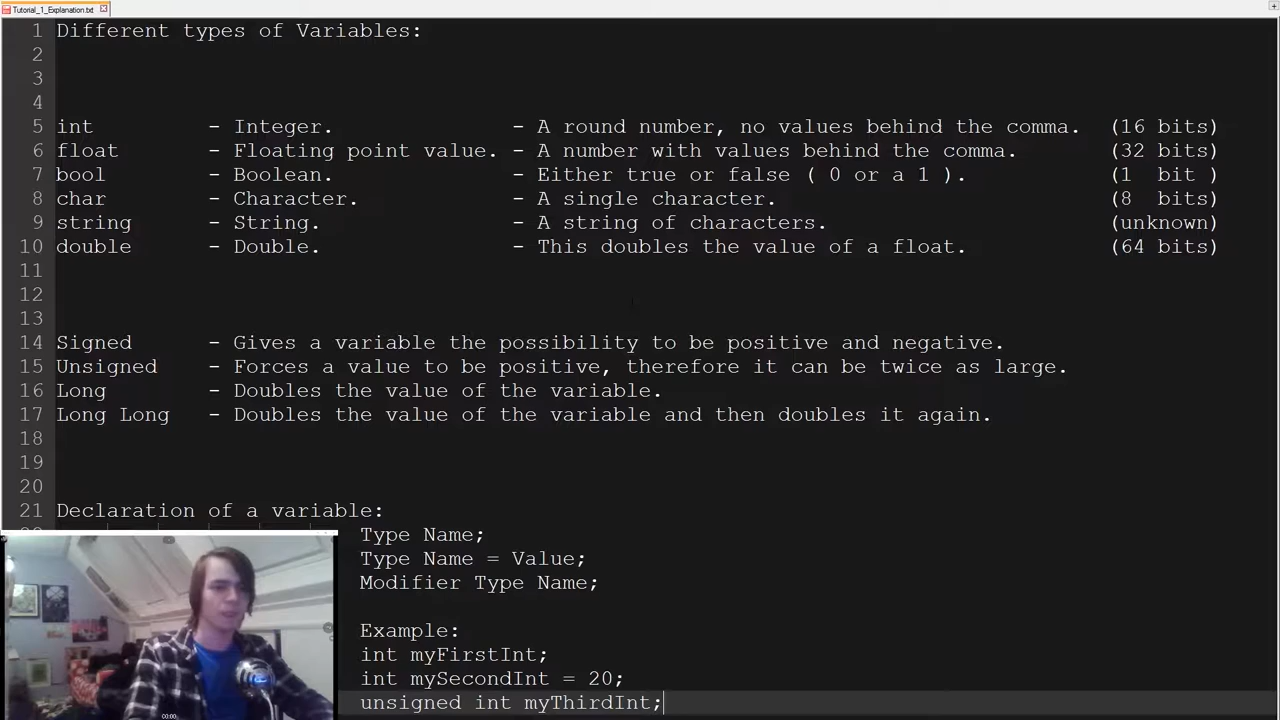 Tutorial_1_Explanation.txt
1 Different types of Variables:
2
3
4
5 int - Integer. - A round number, no values behind the comma. (16 bits)
6 float - Floating point value. - A number with values behind the comma. (32 bits)
7 bool - Boolean. - Either true or false ( 0 or a 1 ). (1 bit )
8 char - Character. - A single character. (8 bits)
9 string - String. - A string of characters. (unknown)
10 double - Double. - This doubles the value of a float. (64 bits)
11
12
13
14 Signed - Gives a variable the possibility to be positive and negative.
15 Unsigned - Forces a value to be positive, therefore it can be twice as large.
16 Long - Doubles the value of the variable.
17 Long Long - Doubles the value of the variable and then doubles it again.
18
19
20
21 Declaration of a variable:
Type Name;
Type Name = Value;
Modifier Type Name;
Example:
int myFirstInt;
int mySecondInt = 20;
unsigned int myThirdInt;
00:00